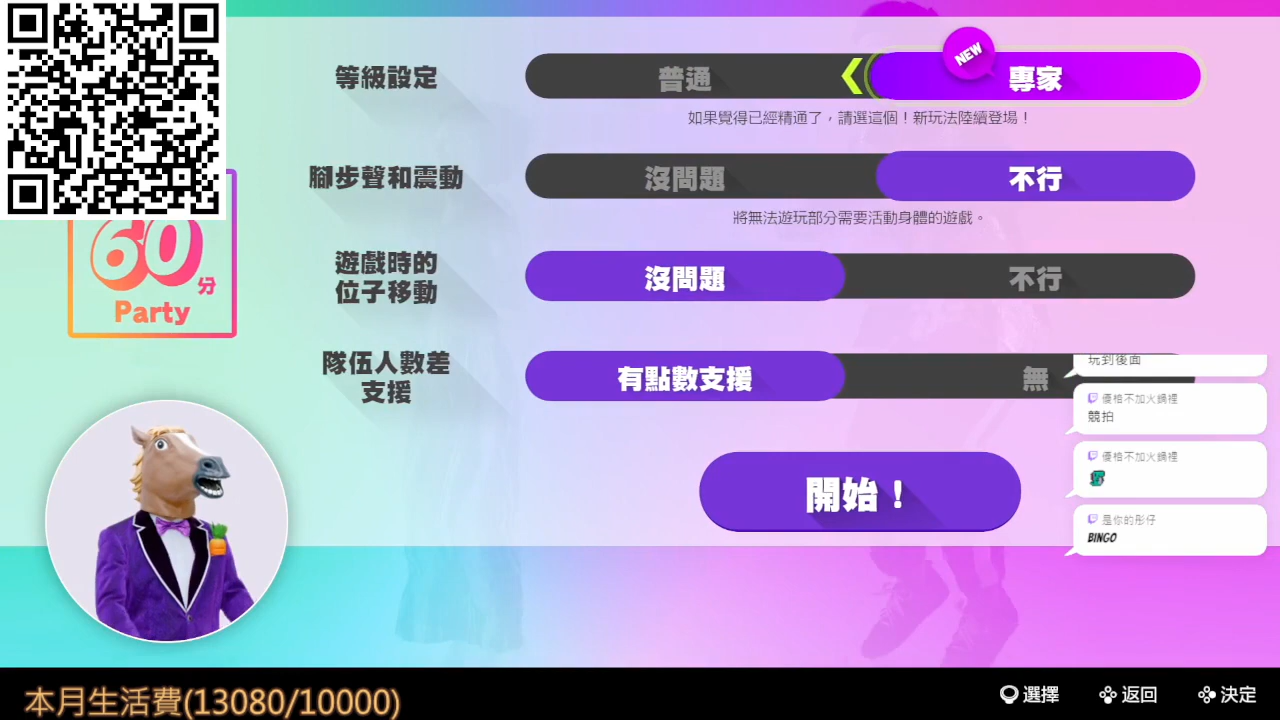 等級設定
普通
NEW
專家
如果覺得已經精通了，請選這個！新玩法陸續登場！
腳步聲和震動
沒問題
不行
將無法遊玩部分需要活動身體的遊戲。
60分
Party
遊戲時的
位子移動
沒問題
不行
隊伍人數差
支援
有點數支援
無
開始！
玩到後面
優格不加火鍋裡
競拍
優格不加火鍋裡
是你的彤仔
BINGO
本月生活費(13080/10000)
選擇
返回
決定